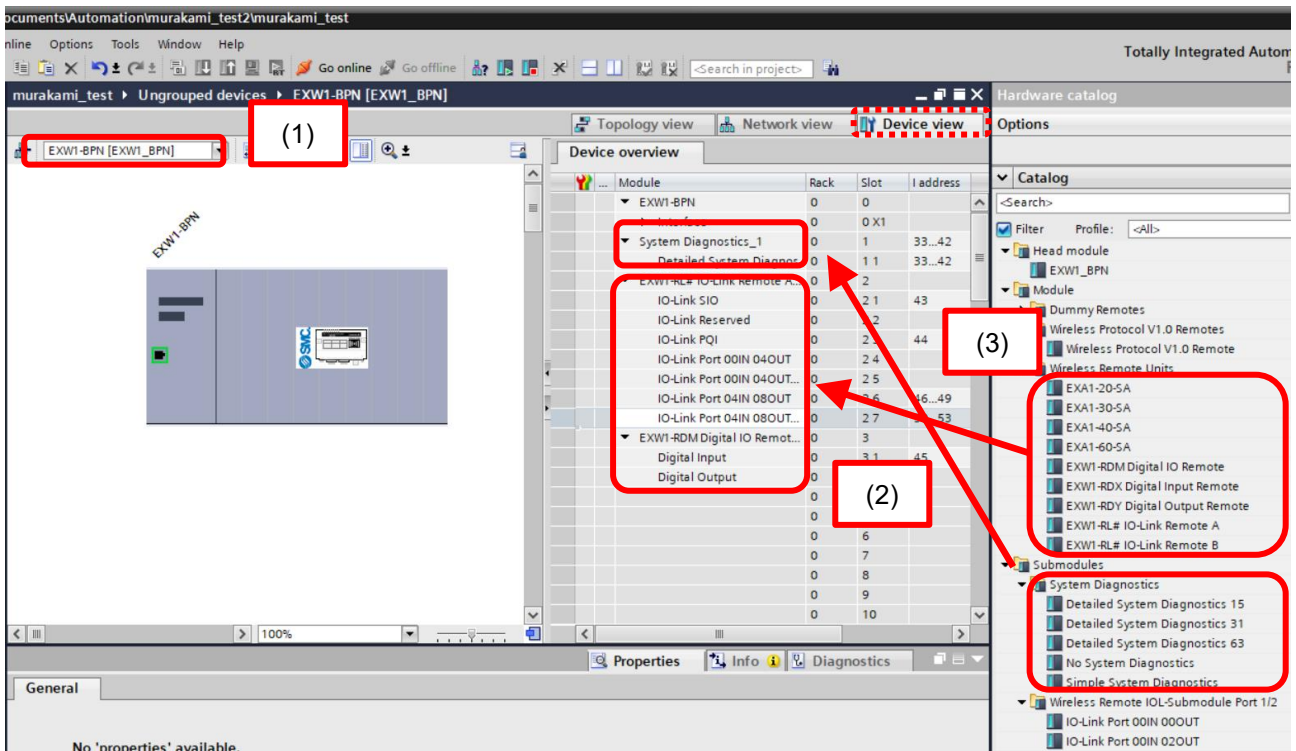 ocuments\Automation\murakami_test2\murakami_test
nline Options Tools Window Help
Totally Integrated Autom
Go online Go offline <Search in project>
murakami_test Ungrouped devices EXW1-BPN [EXW1_BPN]
Hardware catalog
(1)
Topology view Network view Device view
Options
EXW1-BPN [EXW1_BPN]
Device overview
Catalog
... Module Rack Slot I address
<Search>
EXW1-BPN 0 0
Interface 0 0 X1
Filter Profile: <All>
System Diagnostics_1 0 1 33...42
Head module
Detailed System Diagnos 0 1 1 33...42
EXW1_BPN
EXW1-RL# IO-Link Remote A... 0 2
Module
IO-Link SIO 0 2 1 43
Dummy Remotes
IO-Link Reserved 0
Wireless Protocol V1.0 Remotes
IO-Link PQI 0 44
(3)
Wireless Protocol V1.0 Remote
IO-Link Port 00IN 04OUT 0 2 4
Wireless Remote Units
IO-Link Port 00IN 04OUT... 0 2 5
EXA1-20-SA
IO-Link Port 04IN 08OUT 0 2 6 46...49
EXA1-30-SA
IO-Link Port 04IN 08OUT... 0 2 7 53
EXA1-40-SA
EXW1-RDM Digital IO Remot... 0 3
EXA1-60-SA
Digital Input 0 3 1 45
EXW1-RDM Digital IO Remote
Digital Output 0
EXW1-RDX Digital Input Remote
(2)
0
EXW1-RDY Digital Output Remote
0
EXW1-RL# IO-Link Remote A
0 6
EXW1-RL# IO-Link Remote B
0 7
Submodules
0 8
System Diagnostics
0 9
Detailed System Diagnostics 15
0 10
Detailed System Diagnostics 31
100%
Detailed System Diagnostics 63
Properties Info Diagnostics
No System Diagnostics
Simple System Diagnostics
General
Wireless Remote IOL-Submodule Port 1/2
IO-Link Port 00IN 00OUT
IO-Link Port 00IN 02OUT
No 'properties' available.
EXW1-BPN
SMC